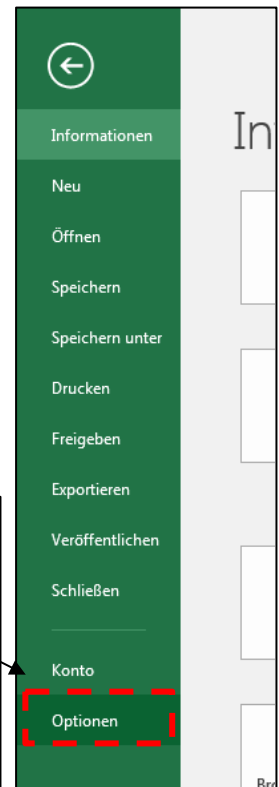 Informationen
In
Neu
Öffnen
Speichern
Speichern unter
Drucken
Freigeben
Exportieren
Veröffentlichen
Schließen
Konto
Optionen